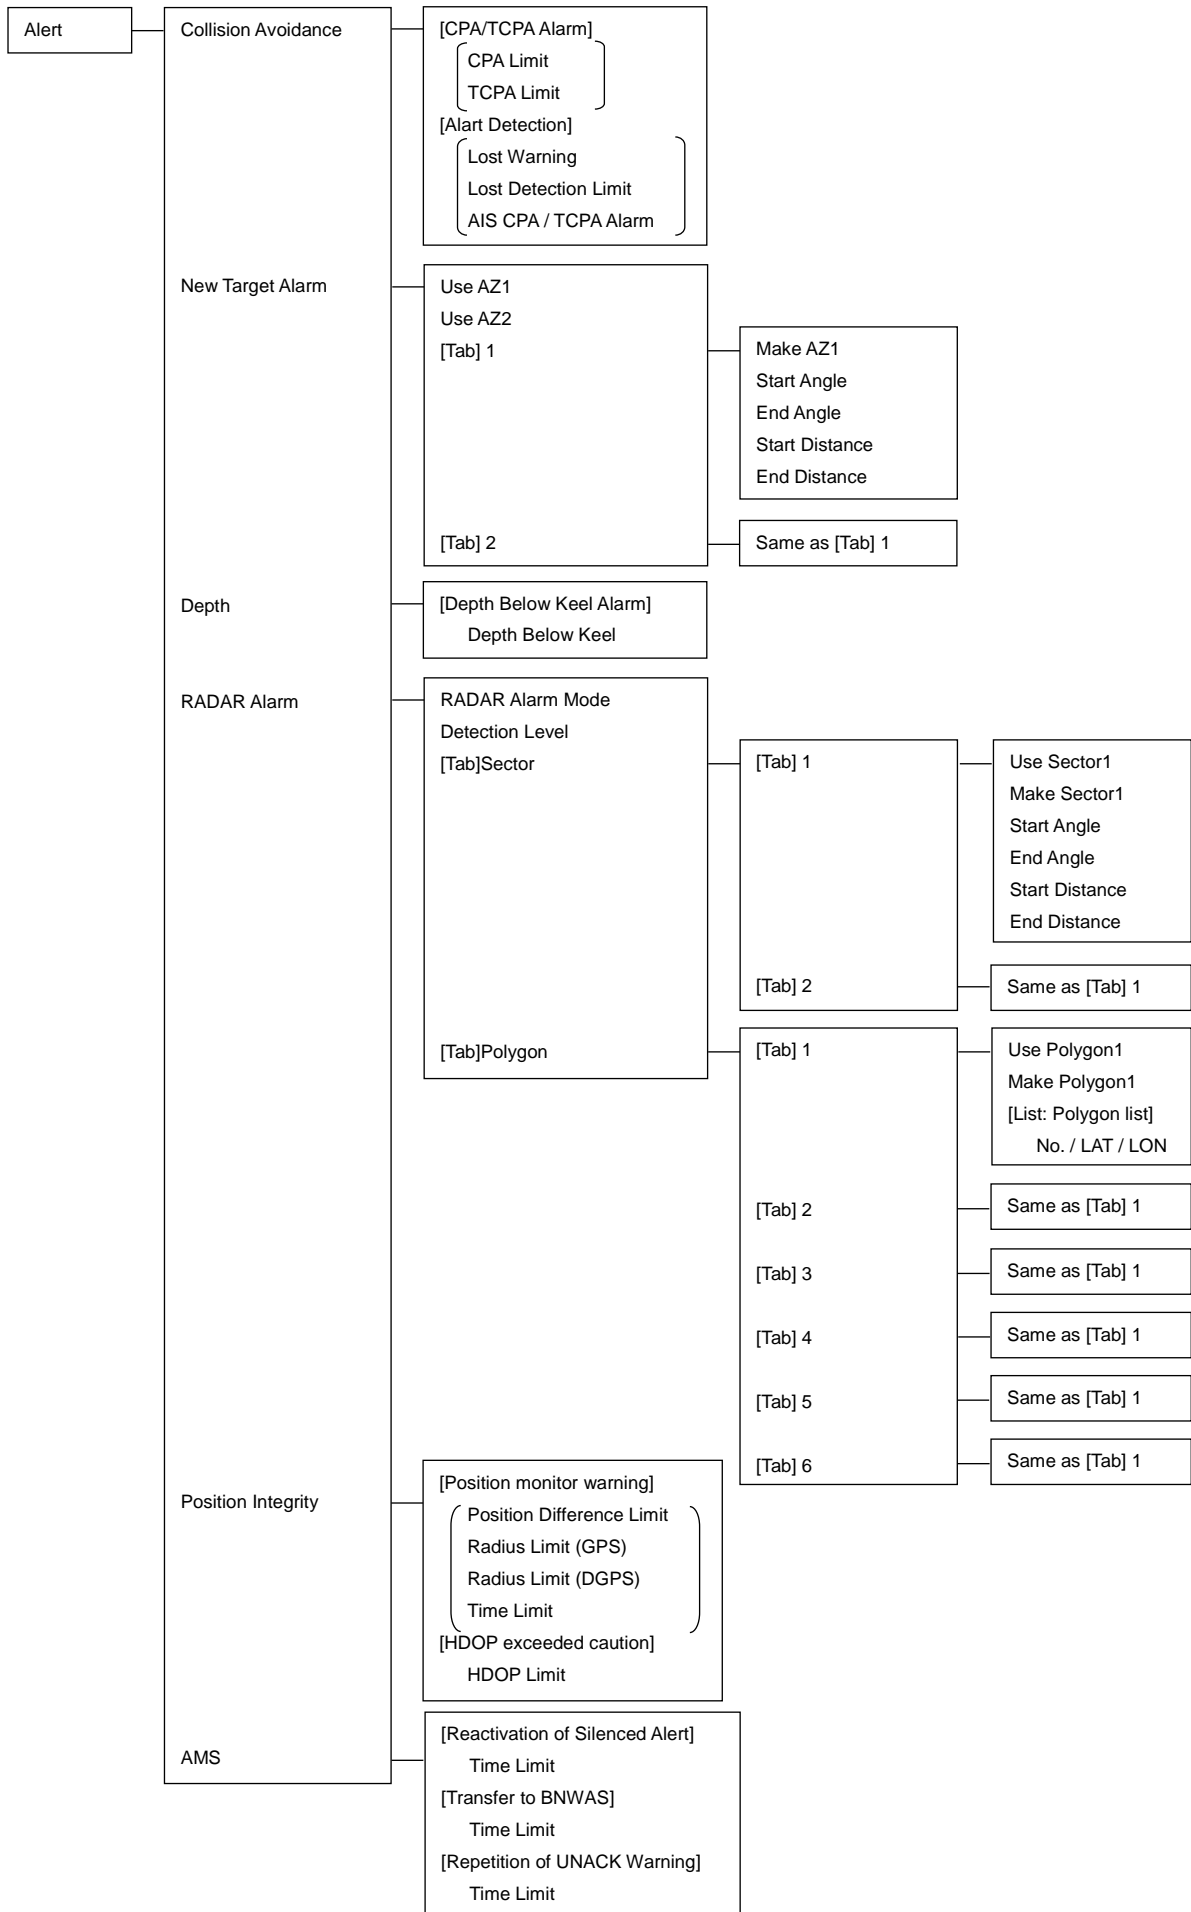 Alert
Collision Avoidance
[CPA/TCPA Alarm]
CPA Limit
TCPA Limit
[Alart Detection]
Lost Warning
Lost Detection Limit
AIS CPA / TCPA Alarm
New Target Alarm
Use AZ1
Use AZ2
[Tab] 1
Make AZ1
Start Angle
End Angle
Start Distance
End Distance
[Tab] 2
Same as [Tab] 1
Depth
[Depth Below Keel Alarm]
Depth Below Keel
RADAR Alarm
RADAR Alarm Mode
Detection Level
[Tab]Sector
[Tab] 1
Use Sector1
Make Sector1
Start Angle
End Angle
Start Distance
End Distance
[Tab] 2
Same as [Tab] 1
[Tab]Polygon
[Tab] 1
Use Polygon1
Make Polygon1
[List: Polygon list]
No. / LAT / LON
[Tab] 2
Same as [Tab] 1
[Tab] 3
Same as [Tab] 1
[Tab] 4
Same as [Tab] 1
[Tab] 5
Same as [Tab] 1
[Tab] 6
Same as [Tab] 1
Position Integrity
[Position monitor warning]
Position Difference Limit
Radius Limit (GPS)
Radius Limit (DGPS)
Time Limit
[HDOP exceeded caution]
HDOP Limit
AMS
[Reactivation of Silenced Alert]
Time Limit
[Transfer to BNWAS]
Time Limit
[Repetition of UNACK Warning]
Time Limit